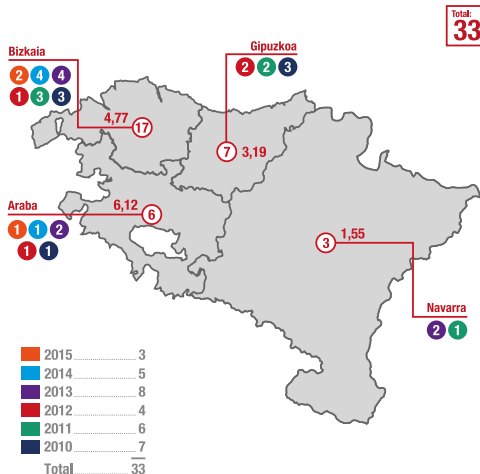 Total:
33
Bizkaia
2 4 4
1 3 3
4,77
17
Gipuzkoa
2 2 3
7
3,19
Araba
1 1 2
1 1
6,12
6
3
1,55
Navarra
2 1
2015 3
2014 5
2013 8
2012 4
2011 6
2010 7
Total 33